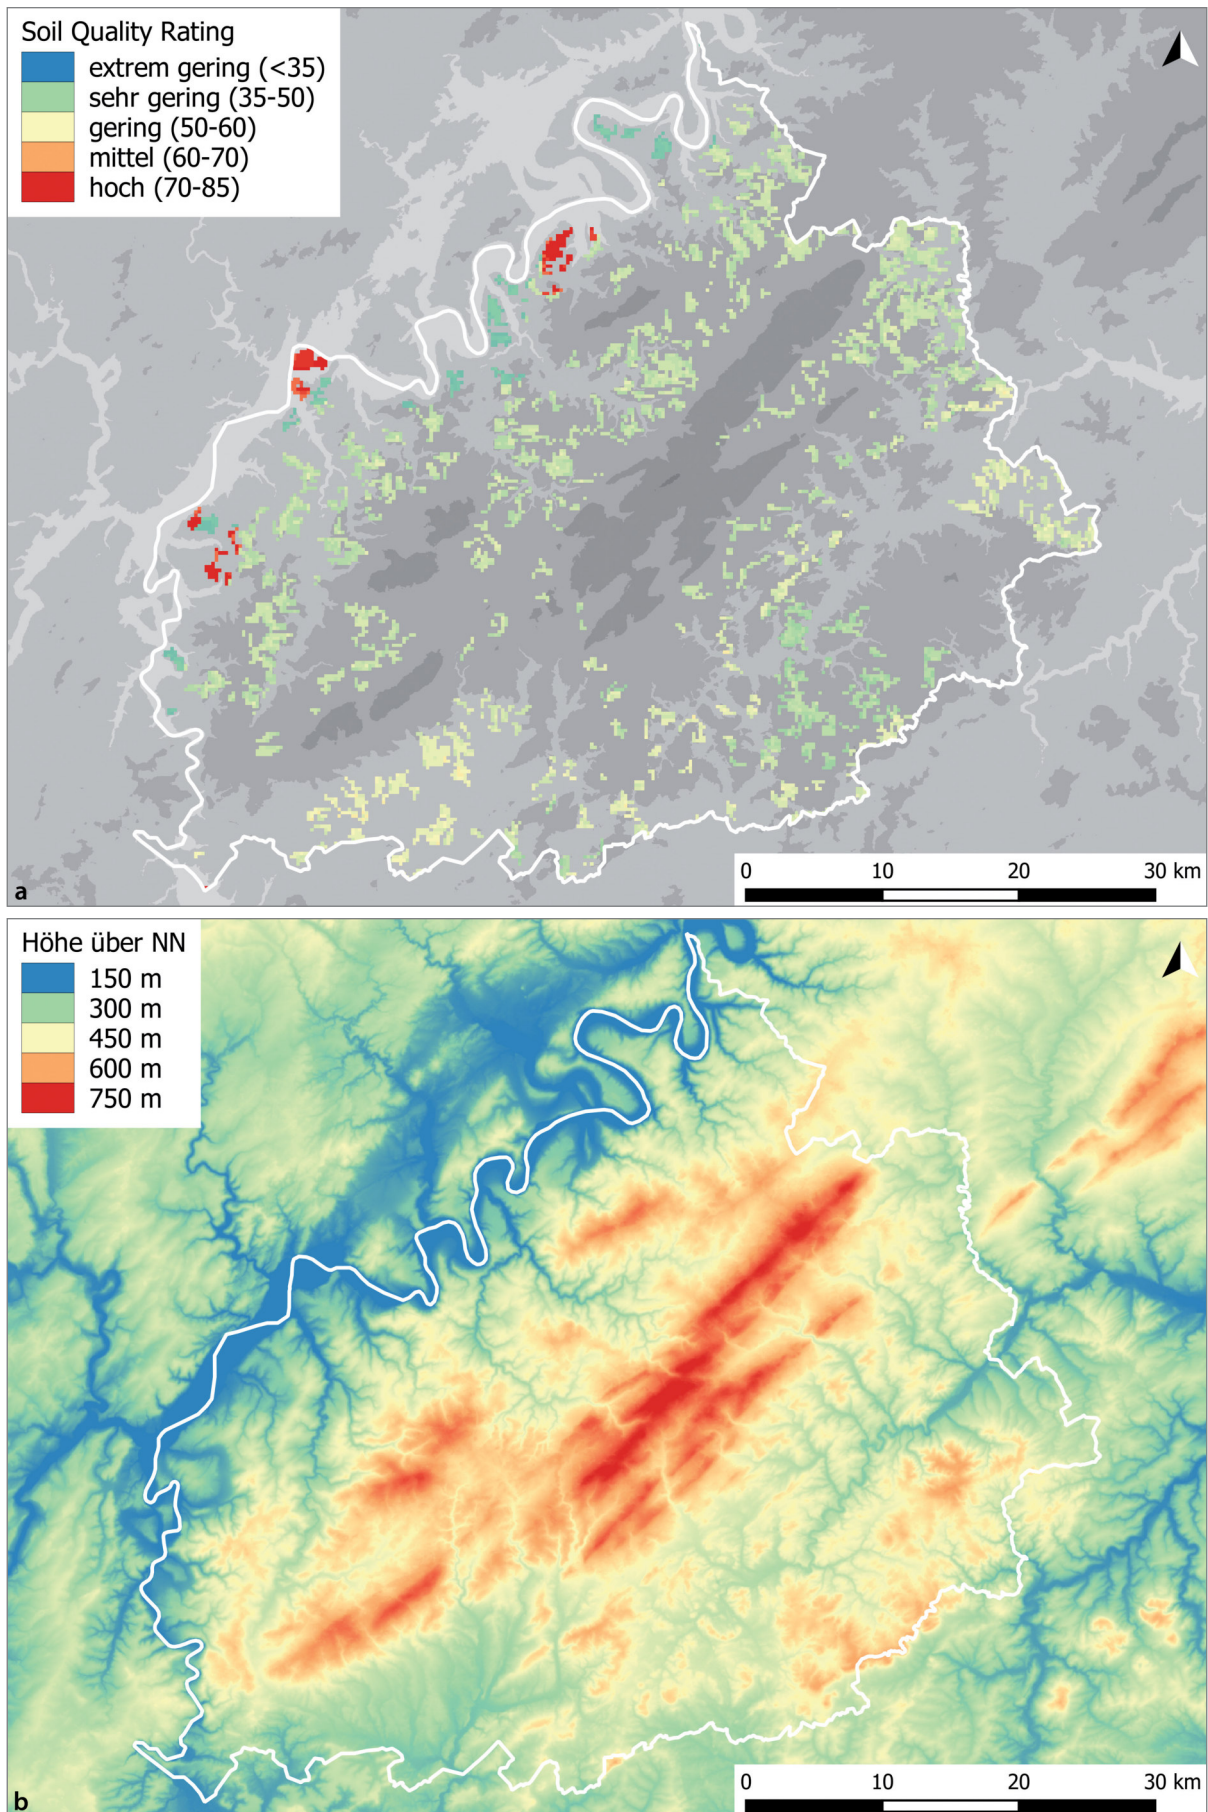 Soil Quality Rating
extrem gering (<35)
sehr gering (35-50)
gering (50-60)
mittel (60-70)
hoch (70-85)
0 10 20 30 km
a
Höhe über NN
150 m
300 m
450 m
600 m
750 m
0 10 20 30 km
b